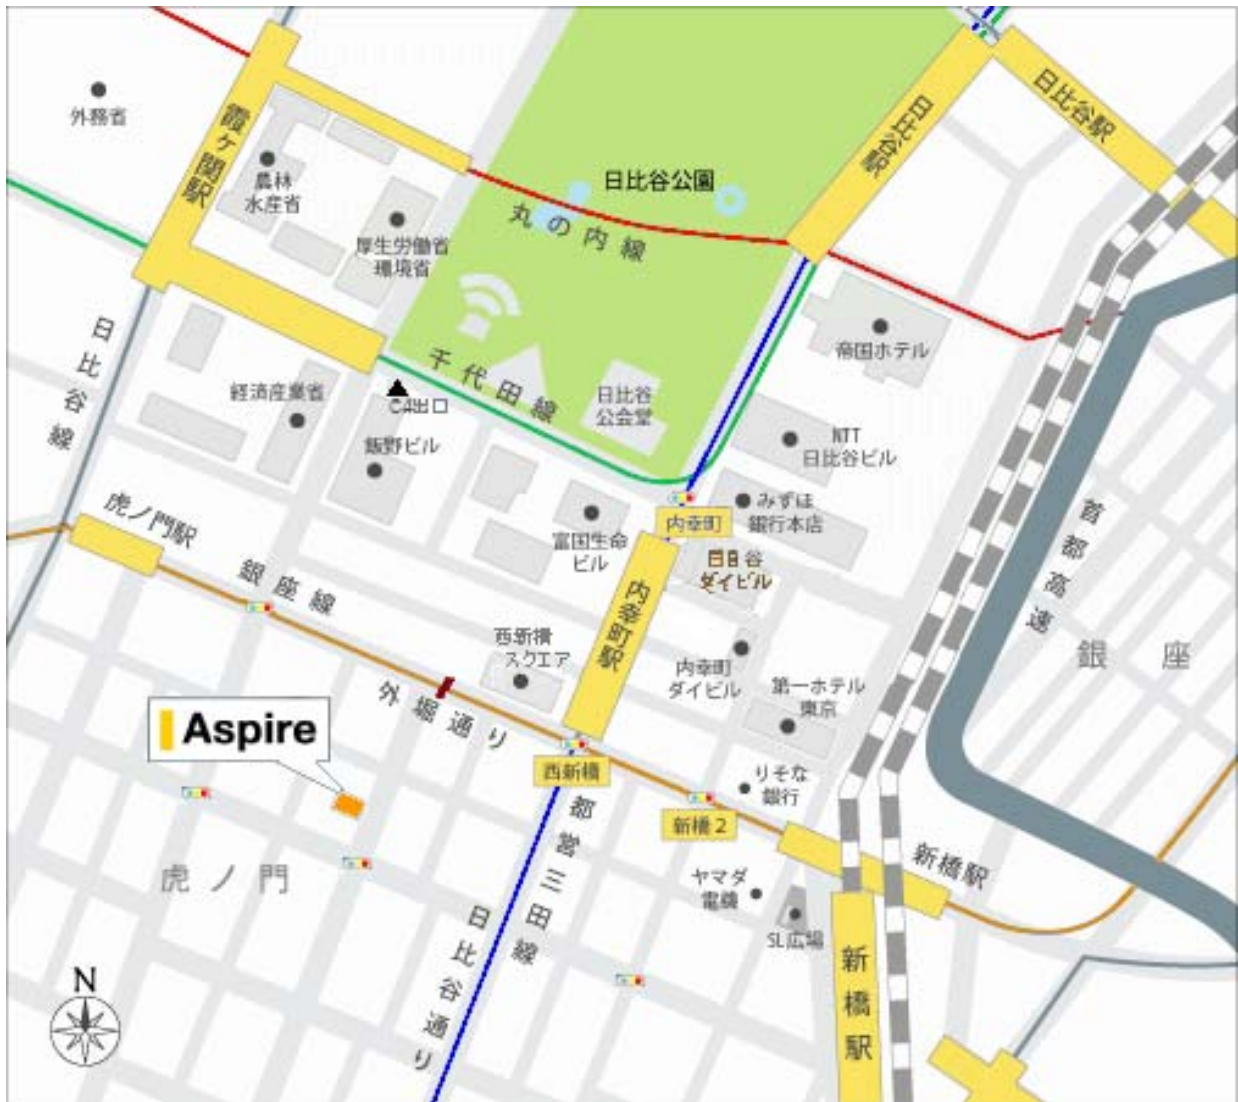 外務省
霞ヶ関駅
農林
水産省
厚生労働省
環境省
日比谷公園
丸の内線
日比谷駅
日比谷駅
帝国ホテル
千代田線
日比谷
公会堂
C4出口
経済産業省
飯野ビル
日比谷線
NTT
日比谷ビル
みずほ
銀行本店
内幸町
富国生命
ビル
日日谷
ダイビル
虎ノ門駅
銀座線
内幸町駅
首都高速
銀座
西新橋
スクエア
内幸町
ダイビル
第一ホテル
東京
外堀通り
Aspire
西新橋
りそな
銀行
新橋2
都営三田線
新橋駅
ヤマダ
電機
SL広場
虎ノ門
日比谷通り
新橋駅
N